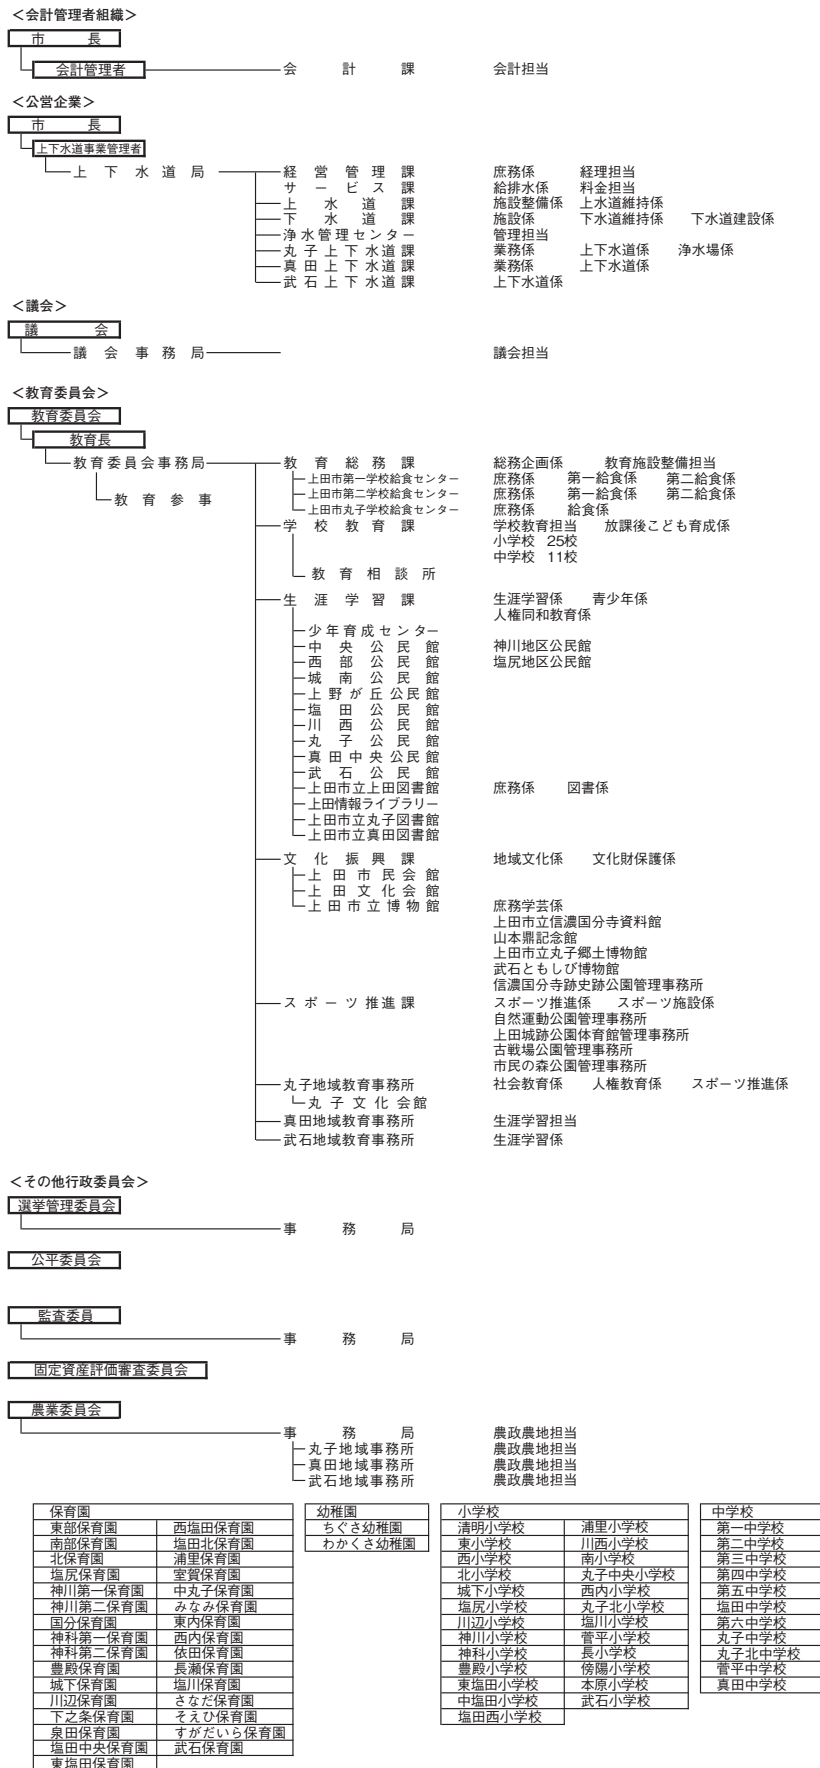 ＜会計管理者組織＞
市　　長
会計管理者　会　計　課　会計担当
＜公営企業＞
市　　長
上下水道事業管理者
上下水道局　経営管理課　庶務係　経理担当
サービス課　給排水係　料金担当
上水道課　施設整備係　上水道維持係
下水道課　施設係　下水道維持係　下水道建設係
浄水管理センター　管理担当
丸子上下水道課　業務係　上下水道係　浄水場係
真田上下水道課　業務係　上下水道係
武石上下水道課　上下水道係
＜議会＞
議　　会
議会事務局　議会担当
＜教育委員会＞
教育委員会
教育長
教育委員会事務局　教育総務課　総務企画係　教育施設整備担当
上田市第一学校給食センター　庶務係　第一給食係　第二給食係
上田市第二学校給食センター　庶務係　第一給食係　第二給食係
教育参事
上田市丸子学校給食センター　庶務係　給食係
学校教育課　学校教育担当　放課後こども育成係
小学校　25校
中学校　11校
教育相談所
生涯学習課　生涯学習係　青少年係
人権同和教育係
少年育成センター
中央公民館　神川地区公民館
西部公民館　塩尻地区公民館
城南公民館
上野が丘公民館
塩田公民館
川西公民館
丸子公民館
真田中央公民館
武石公民館
上田市立上田図書館　庶務係　図書係
上田情報ライブラリー
上田市立丸子図書館
上田市立真田図書館
文化振興課　地域文化係　文化財保護係
上田市民会館
上田文化会館
上田市立博物館　庶務学芸係
上田市立信濃国分寺資料館
山本鼎記念館
上田市立丸子郷土博物館
武石ともしび博物館
信濃国分寺跡史跡公園管理事務所
スポーツ推進課　スポーツ推進係　スポーツ施設係
自然運動公園管理事務所
上田城跡公園体育館管理事務所
古戦場公園管理事務所
市民の森公園管理事務所
丸子地域教育事務所　社会教育係　人権教育係　スポーツ推進係
丸子文化会館
真田地域教育事務所　生涯学習担当
武石地域教育事務所　生涯学習係
＜その他行政委員会＞
選挙管理委員会
事　務　局
公平委員会
監査委員
事　務　局
固定資産評価審査委員会
農業委員会
事　務　局　農政農地担当
丸子地域事務所　農政農地担当
真田地域事務所　農政農地担当
武石地域事務所　農政農地担当
保育園
東部保育園　西塩田保育園
南部保育園　塩田北保育園
北保育園　浦里保育園
塩尻保育園　室賀保育園
神川第一保育園　中丸子保育園
神川第二保育園　みなみ保育園
国分保育園　東内保育園
神科第一保育園　西内保育園
神科第二保育園　依田保育園
豊殿保育園　長瀬保育園
城下保育園　塩川保育園
川辺保育園　さなだ保育園
下之条保育園　そえひ保育園
泉田保育園　すがだいら保育園
塩田中央保育園　武石保育園
東塩田保育園
幼稚園
ちぐさ幼稚園
わかくさ幼稚園
小学校
清明小学校　浦里小学校
東小学校　川西小学校
西小学校　南小学校
北小学校　丸子中央小学校
城下小学校　西内小学校
塩尻小学校　丸子北小学校
川辺小学校　塩川小学校
神川小学校　菅平小学校
神科小学校　長小学校
豊殿小学校　傍陽小学校
東塩田小学校　本原小学校
中塩田小学校　武石小学校
塩田西小学校
中学校
第一中学校
第二中学校
第三中学校
第四中学校
第五中学校
塩田中学校
第六中学校
丸子中学校
丸子北中学校
菅平中学校
真田中学校